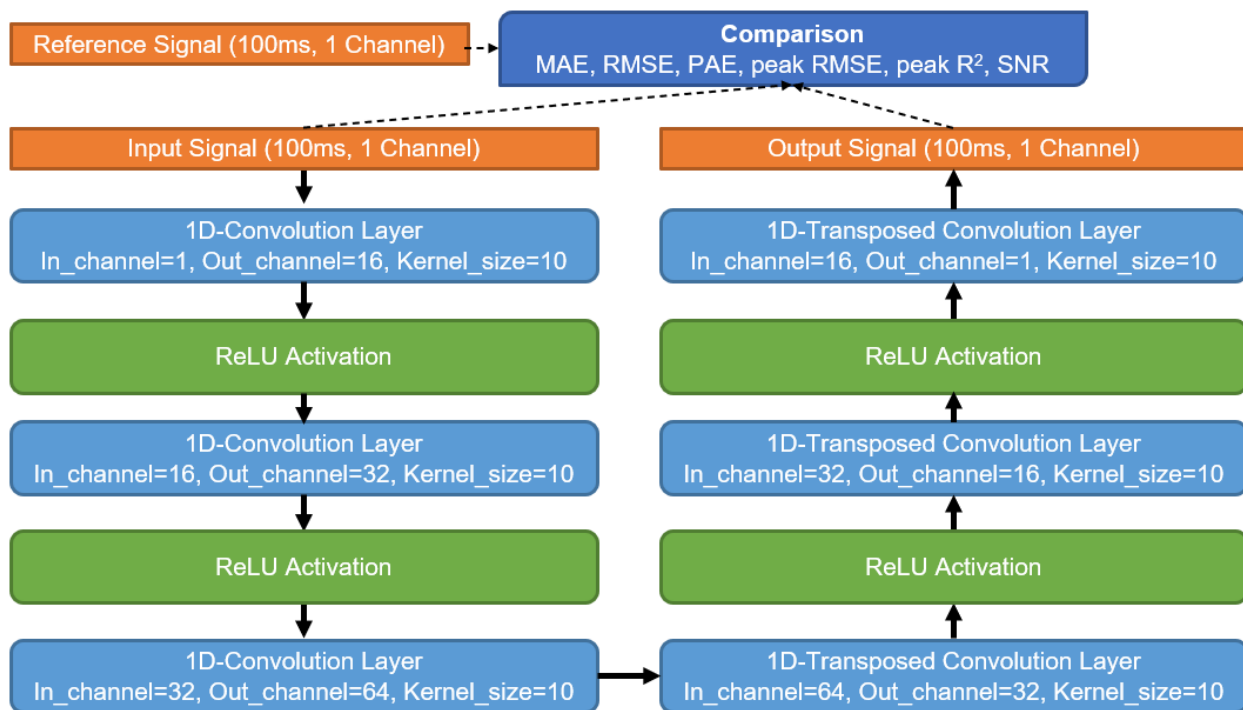 Reference Signal (100ms, 1 Channel)
Comparison
MAE, RMSE, PAE, peak RMSE, peak R², SNR
Input Signal (100ms, 1 Channel)
1D-Convolution Layer
In_channel=1, Out_channel=16, Kernel_size=10
ReLU Activation
1D-Convolution Layer
In_channel=16, Out_channel=32, Kernel_size=10
ReLU Activation
1D-Convolution Layer
In_channel=32, Out_channel=64, Kernel_size=10
Output Signal (100ms, 1 Channel)
1D-Transposed Convolution Layer
In_channel=16, Out_channel=1, Kernel_size=10
ReLU Activation
1D-Transposed Convolution Layer
In_channel=32, Out_channel=16, Kernel_size=10
ReLU Activation
1D-Transposed Convolution Layer
In_channel=64, Out_channel=32, Kernel_size=10